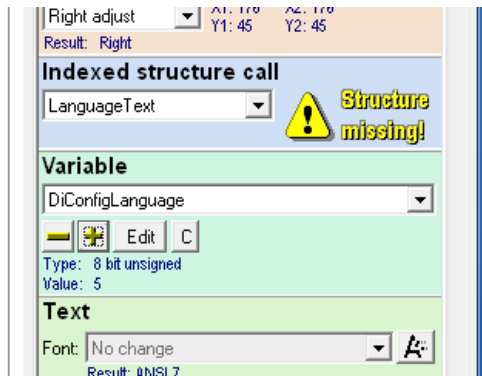 Right adjust
X1: 176 X2: 176
Y1: 45 Y2: 45
Result: Right
Indexed structure call
LanguageText
Structure
missing!
Variable
DiConfigLanguage
Edit C
Type: 8 bit unsigned
Value: 5
Text
Font: No change
Result: ANSI 7